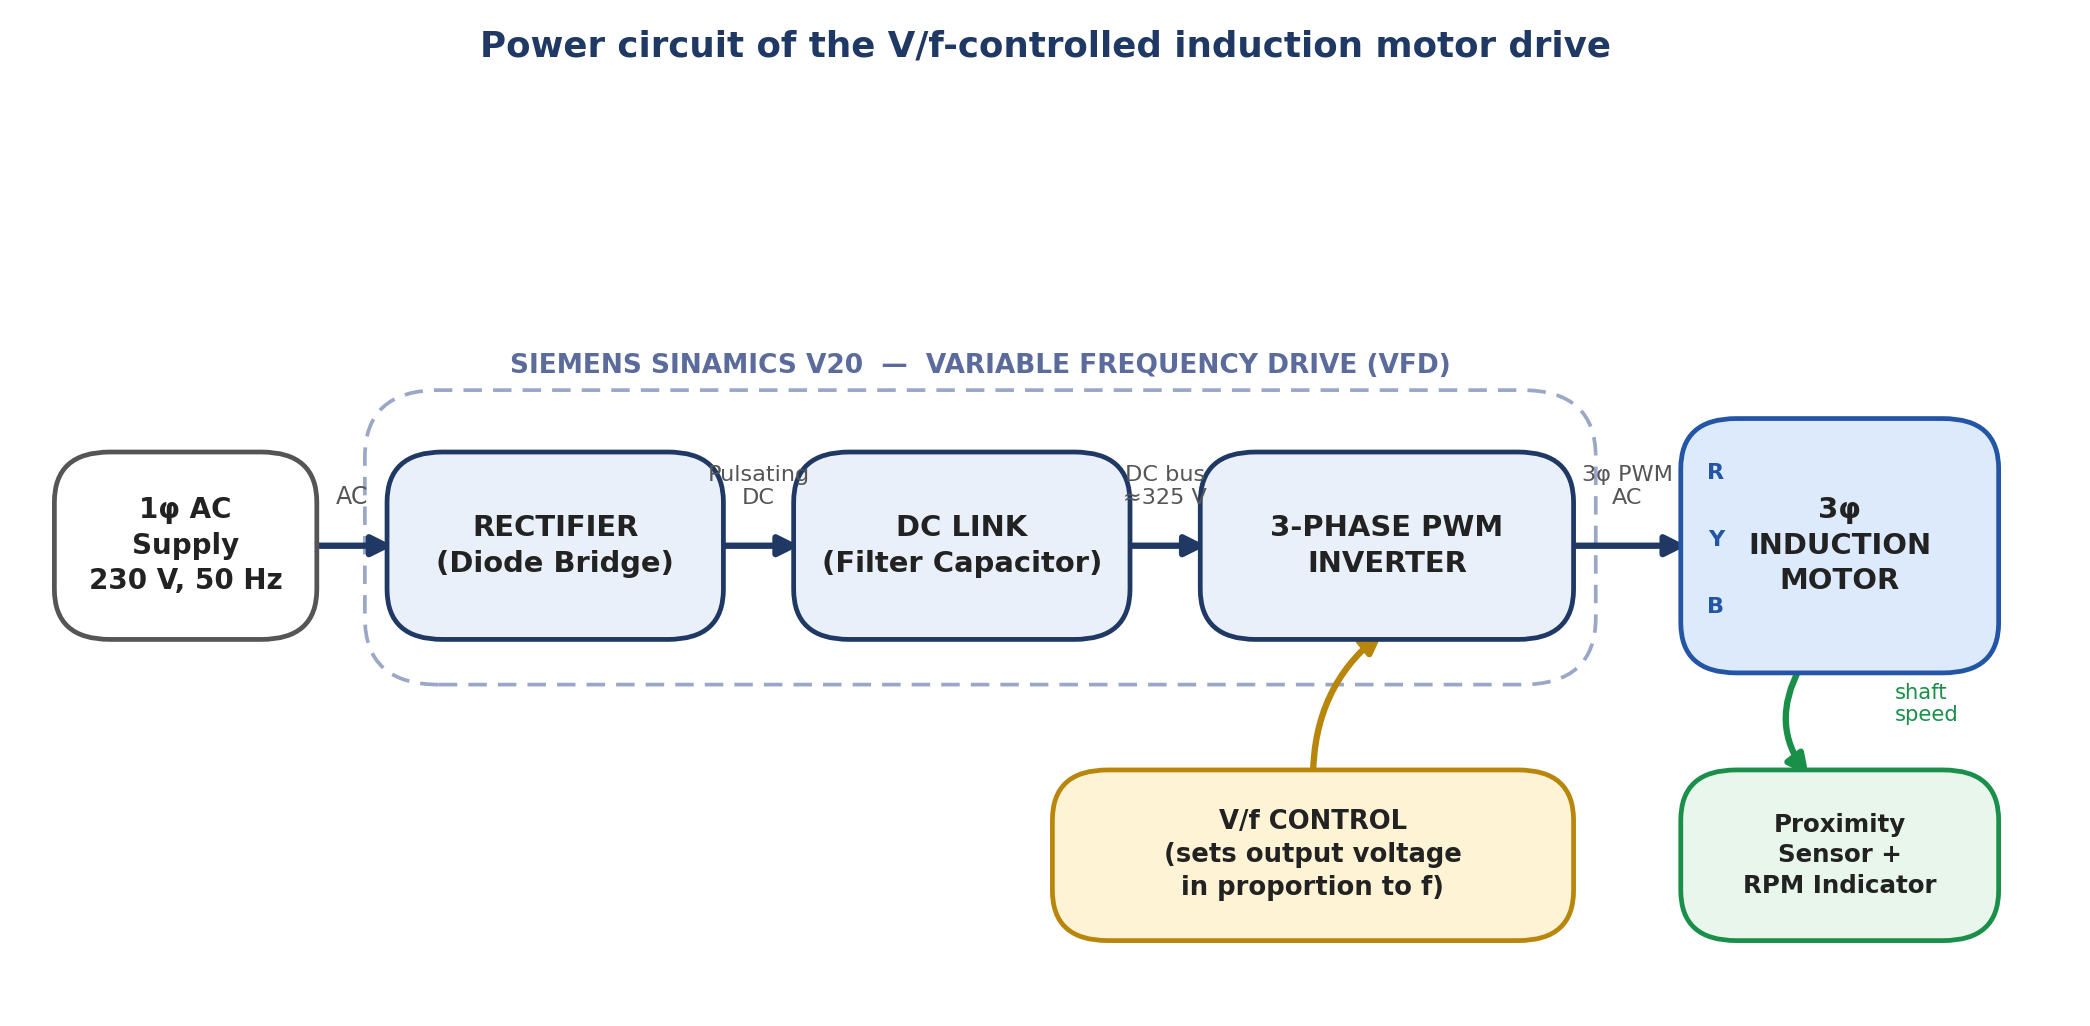 Power circuit of the V/f-controlled induction motor drive
SIEMENS SINAMICS V20 — VARIABLE FREQUENCY DRIVE (VFD)
1φ AC
Supply
230 V, 50 Hz
AC
RECTIFIER
(Diode Bridge)
Pulsating
DC
DC LINK
(Filter Capacitor)
DC bus
≈325 V
3-PHASE PWM
INVERTER
3φ PWM
AC
R
Y
B
3φ
INDUCTION
MOTOR
shaft
speed
V/f CONTROL
(sets output voltage
in proportion to f)
Proximity
Sensor +
RPM Indicator